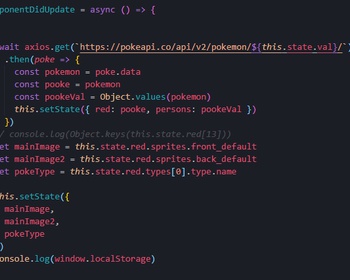 ponentDidUpdate = async () => {
wait axios.get(`https://pokeapi.co/api/v2/pokemon/${this.state.val}/`)
.then(poke => {
const pokemon = poke.data
const pooke = pokemon
const pookeVal = Object.values(pokemon)
this.setState({ red: pooke, persons: pookeVal })
})
/ console.log(Object.keys(this.state.red[13]))
et mainImage = this.state.red.sprites.front_default
et mainImage2 = this.state.red.sprites.back_default
et pokeType = this.state.red.types[0].type.name
his.setState({
mainImage,
mainImage2,
pokeType
)
onsole.log(window.localStorage)